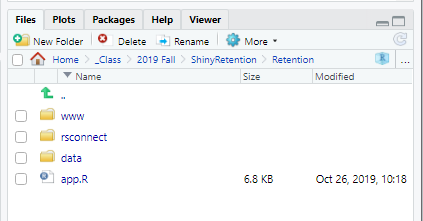 Files Plots Packages Help Viewer
New Folder Delete Rename More
Home _Class 2019 Fall ShinyRetention Retention ...
Name Size Modified
..
www
rsconnect
data
app.R 6.8 KB Oct 26, 2019, 10:18